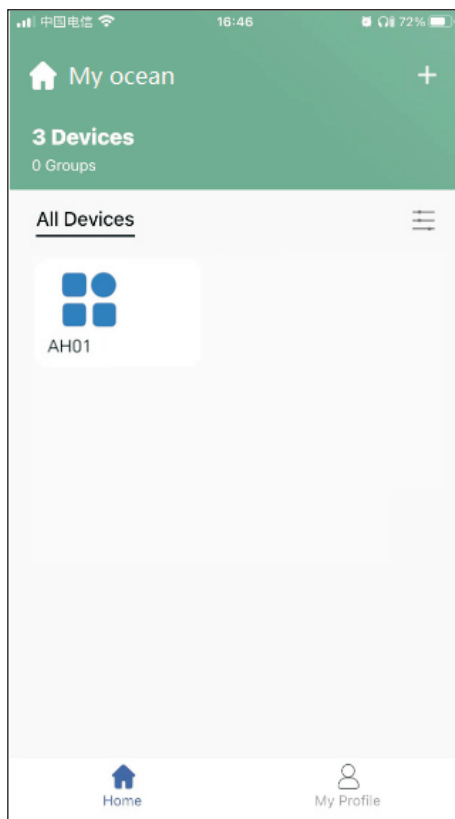 中国电信 16:46 72%
My ocean
3 Devices
0 Groups
All Devices
AH01
Home My Profile